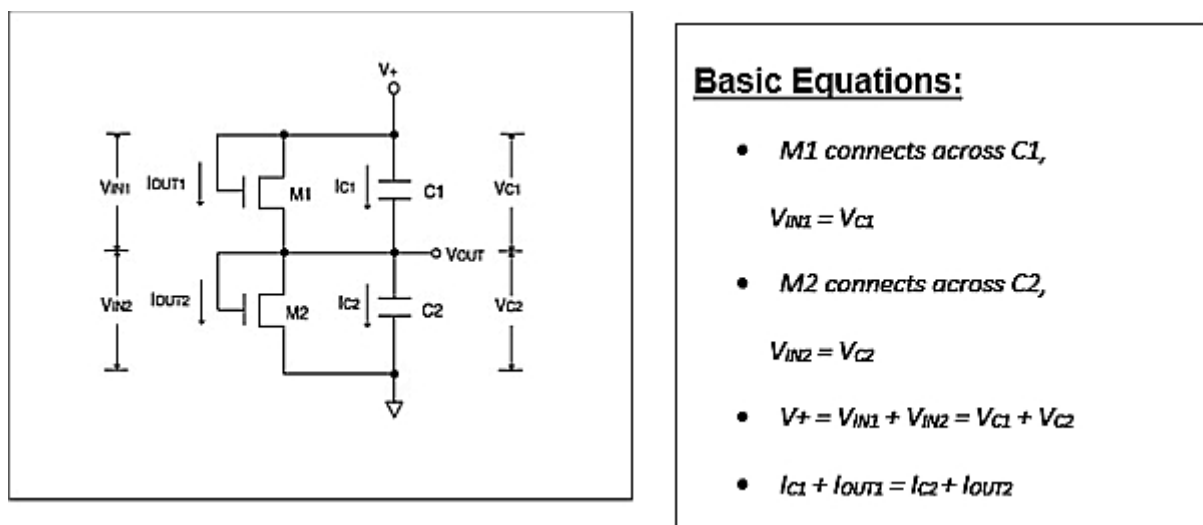 V+
VIN1
IOUT1
M1
IC1
C1
VC1
VOUT
VIN2
IOUT2
M2
IC2
C2
VC2
Basic Equations:
• M1 connects across C1,
VIN1 = VC1
• M2 connects across C2,
VIN2 = VC2
• V+ = VIN1 + VIN2 = VC1 + VC2
• IC1 + IOUT1 = IC2 + IOUT2